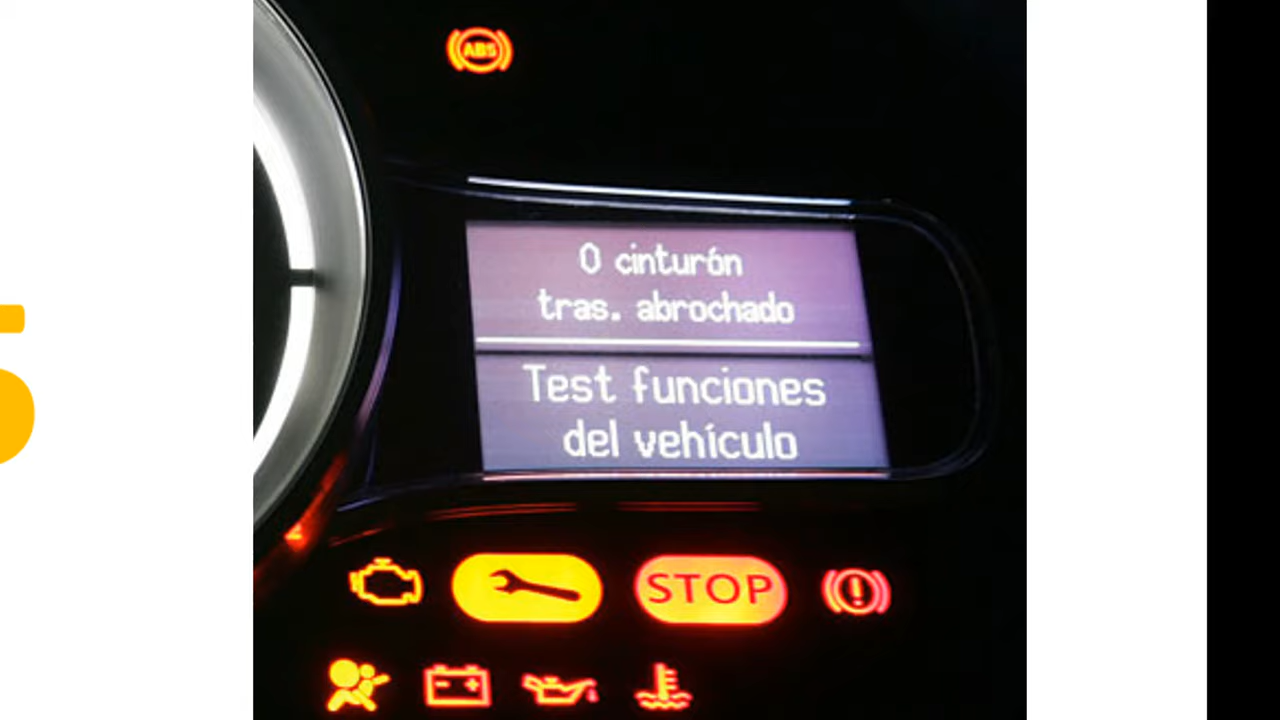 ABS
0 cinturón
tras. abrochado
Test funciones
del vehículo
STOP